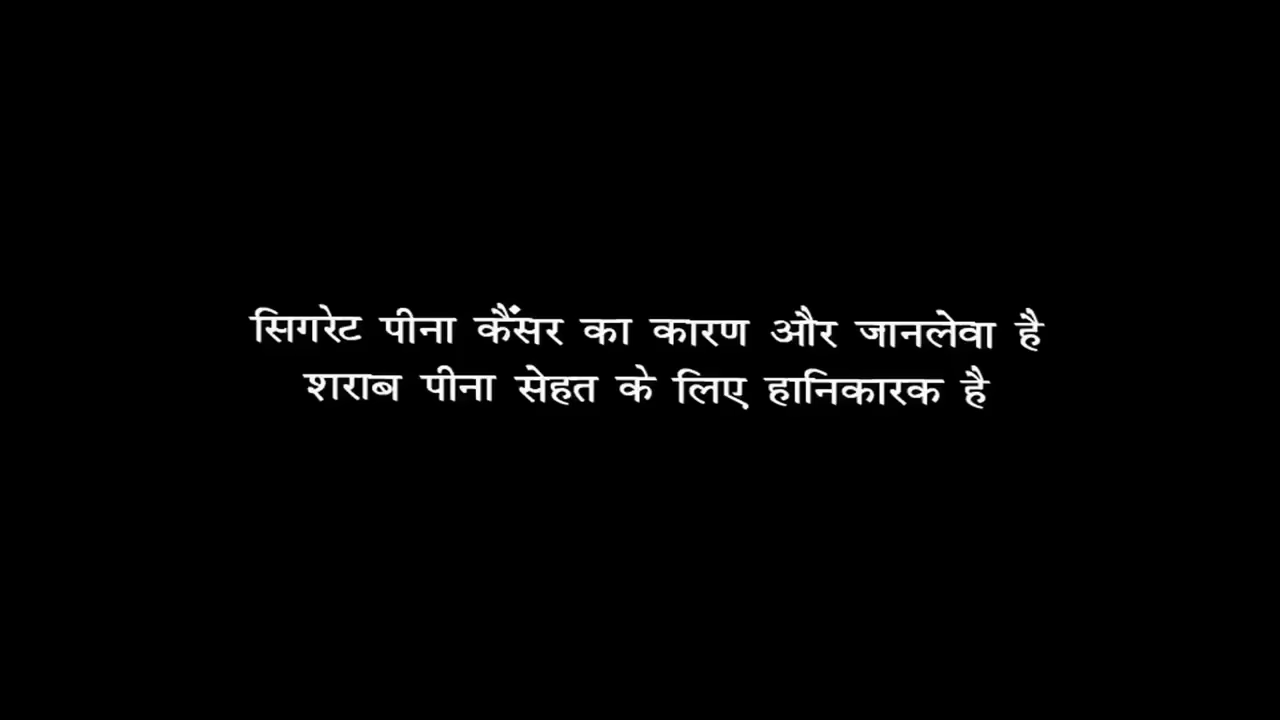 सिगरेट पीना कैंसर का कारण और जानलेवा है
शराब पीना सेहत के लिए हानिकारक है